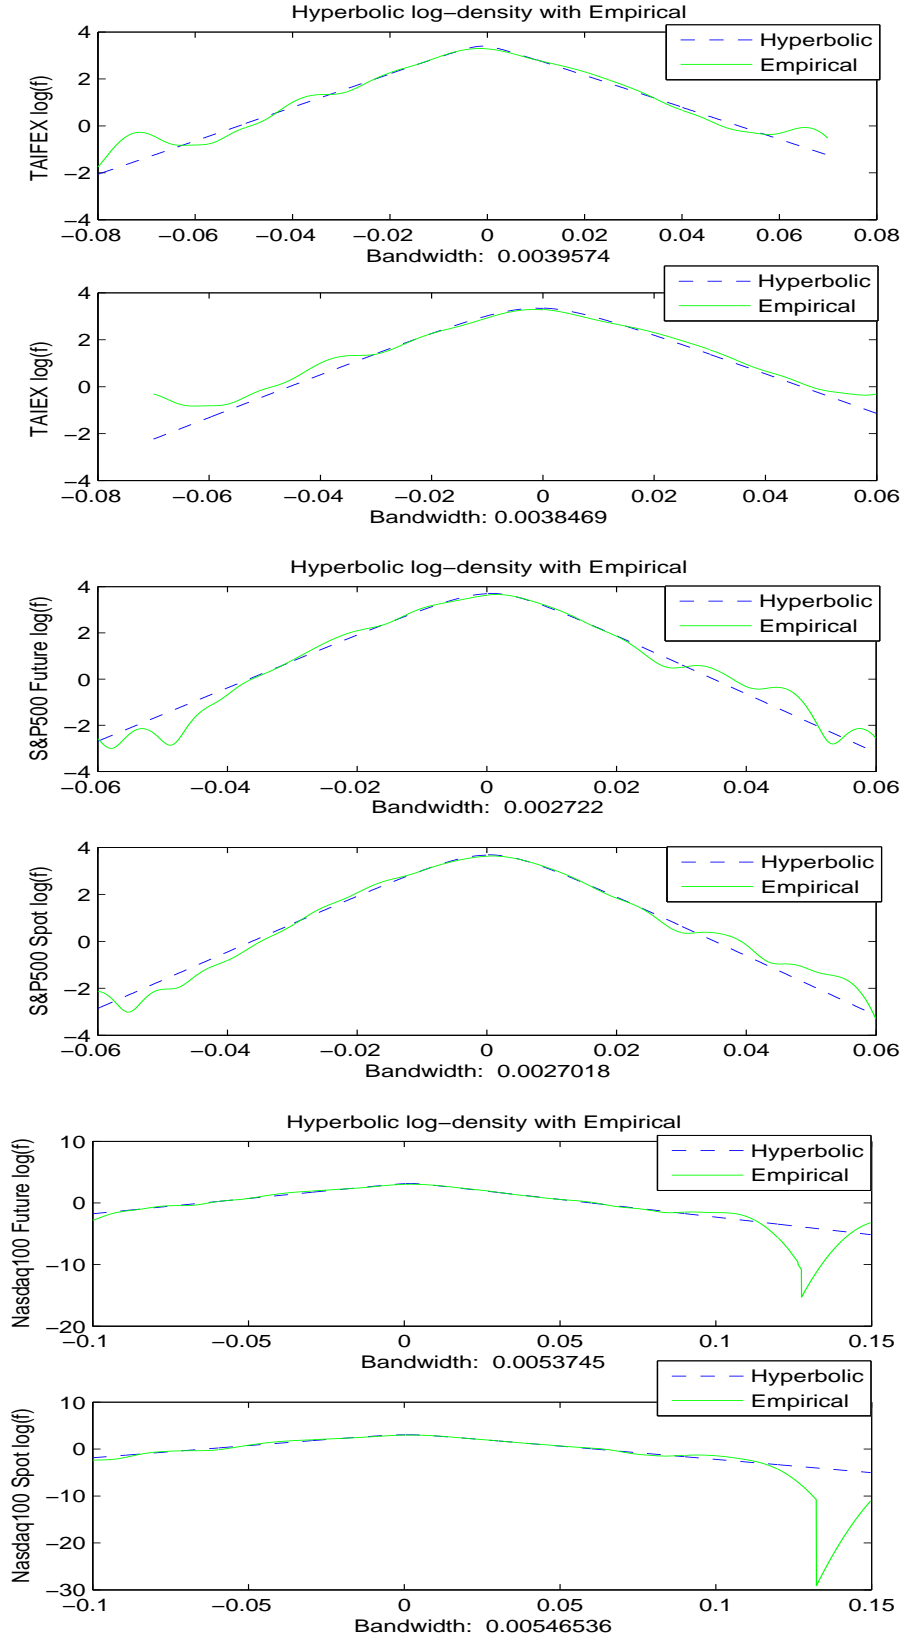 Hyperbolic log-density with Empirical
TAIFEX log(f)
4
2
0
-2
-4
-0.08 -0.06 -0.04 -0.02 0 0.02 0.04 0.06 0.08
Bandwidth: 0.0039574
Hyperbolic
Empirical
TAIEX log(f)
4
2
0
-2
-4
-0.08 -0.06 -0.04 -0.02 0 0.02 0.04 0.06
Bandwidth: 0.0038469
Hyperbolic
Empirical
Hyperbolic log-density with Empirical
S&P500 Future log(f)
4
2
0
-2
-4
-0.06 -0.04 -0.02 0 0.02 0.04 0.06
Bandwidth: 0.002722
Hyperbolic
Empirical
S&P500 Spot log(f)
4
2
0
-2
-4
-0.06 -0.04 -0.02 0 0.02 0.04 0.06
Bandwidth: 0.0027018
Hyperbolic
Empirical
Hyperbolic log-density with Empirical
Nasdaq100 Future log(f)
10
0
-10
-20
-0.1 -0.05 0 0.05 0.1 0.15
Bandwidth: 0.0053745
Hyperbolic
Empirical
Nasdaq100 Spot log(f)
10
0
-10
-20
-30
-0.1 -0.05 0 0.05 0.1 0.15
Bandwidth: 0.00546536
Hyperbolic
Empirical